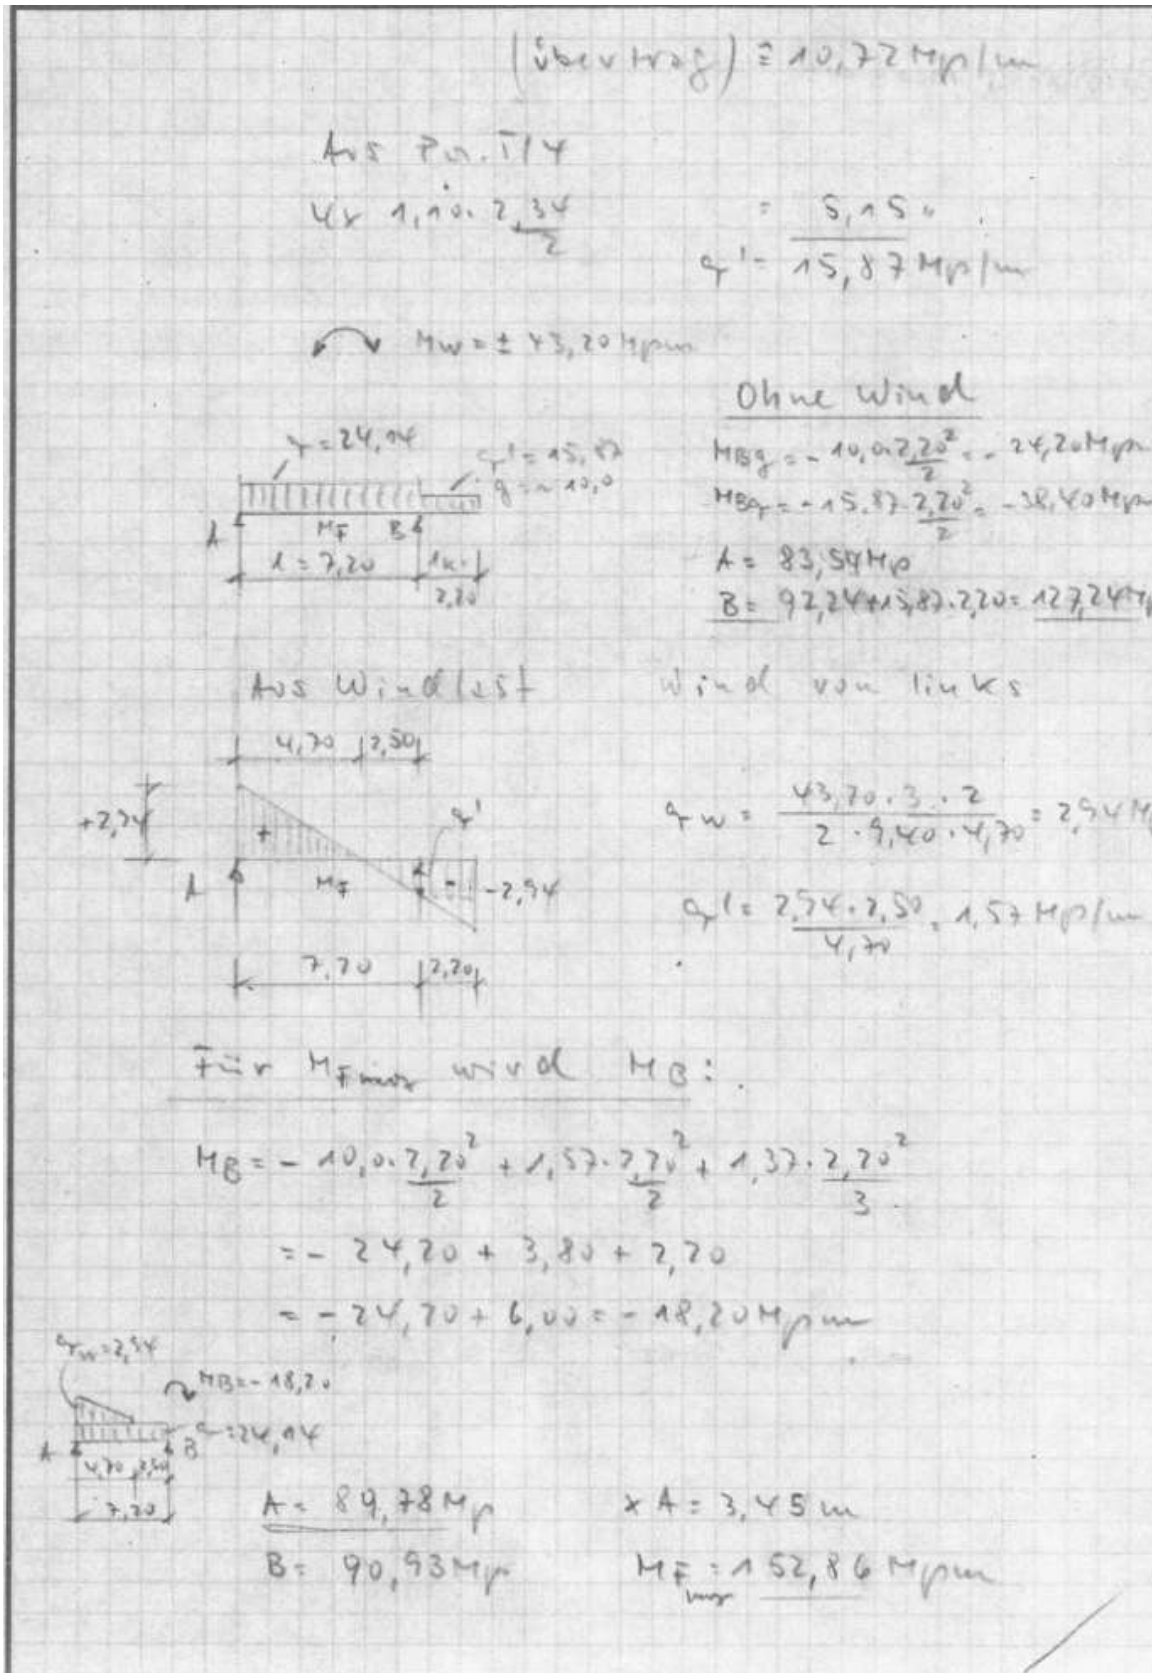 (übertrag) ≙ 10,72 Mp/m
Aus Pos. I/4
4x 1,10 · 2,34/2 = 5,15 "
q' = 15,87 Mp/m
Mw = ± 43,20 Mpm
Ohne Wind
q = 24,14
q' = 15,87
g = ~ 10,0
A
MF
B
l = 7,20
lk =
2,20
MBg = - 10,0 · 2,20²/2 = - 24,20 Mpm
MBq = - 15,87 · 2,20²/2 = - 38,40 Mpm
A = 83,54 Mp
B = 92,24 + 15,87 · 2,20 = 127,24 Mp
Aus Windlast
Wind von links
4,70
2,50
+2,94
+
q'
-
-2,94
A
MF
7,20
2,20
qw = 43,20 · 3 · 2 / 2 · 9,40 · 4,70 = 2,94 M
q' = 2,94 · 2,50 / 4,70 = 1,57 Mp/m
Für MFmax wird MB:
MB = - 10,0 · 2,20²/2 + 1,57 · 2,20²/2 + 1,37 · 2,20²/3
= - 24,20 + 3,80 + 2,20
= - 24,20 + 6,00 = - 18,20 Mpm
qw = 2,94
MB = - 18,20
q = 24,14
A
B
4,70
2,50
7,20
A = 89,78 Mp
x A = 3,45 m
B = 90,93 Mp
MFmax = 152,86 Mpm